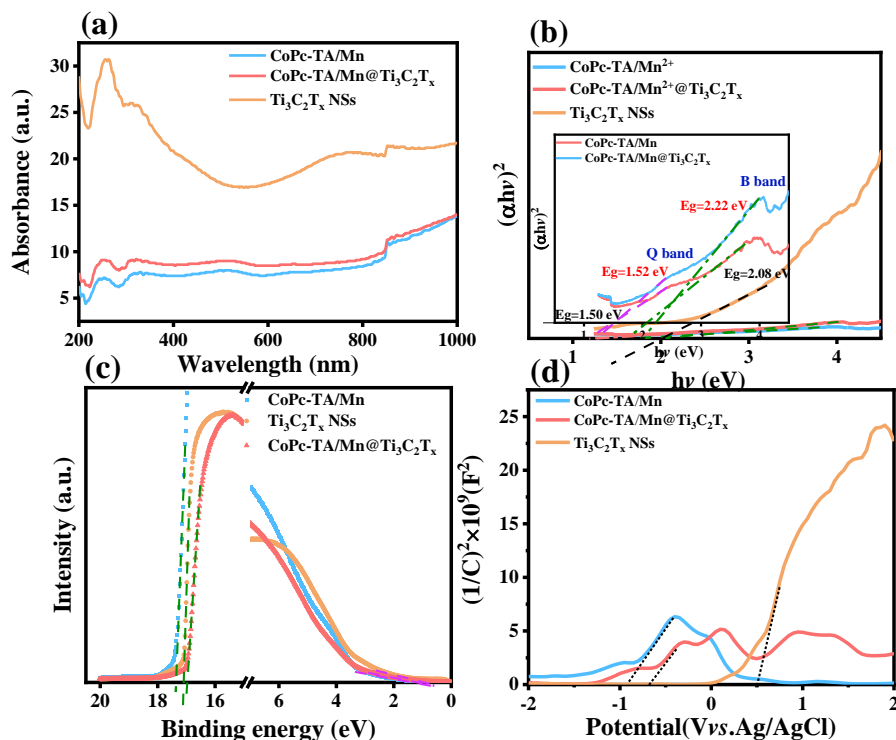 (a)
CoPc-TA/Mn
CoPc-TA/Mn@Ti₃C₂Tₓ
Ti₃C₂Tₓ NSs
Absorbance (a.u.)
30
25
20
15
10
5
200 400 600 800 1000
Wavelength (nm)
(b)
CoPc-TA/Mn²⁺
CoPc-TA/Mn²⁺@Ti₃C₂Tₓ
Ti₃C₂Tₓ NSs
(αhν)²
CoPc-TA/Mn
CoPc-TA/Mn@Ti₃C₂Tₓ
(αhν)²
B band
Eg=2.22 eV
Q band
Eg=1.52 eV
Eg=2.08 eV
Eg=1.50 eV
1 2 4
hν (eV)
1 2 3 4
hν (eV)
(c)
CoPc-TA/Mn
Ti₃C₂Tₓ NSs
CoPc-TA/Mn@Ti₃C₂Tₓ
Intensity (a.u.)
20 18 16 6 4 2 0
Binding energy (eV)
(d)
CoPc-TA/Mn
CoPc-TA/Mn@Ti₃C₂Tₓ
Ti₃C₂Tₓ NSs
(1/C)²×10⁹(F²)
25
20
15
10
5
0
-2 -1 0 1 2
Potential(Vvs.Ag/AgCl)